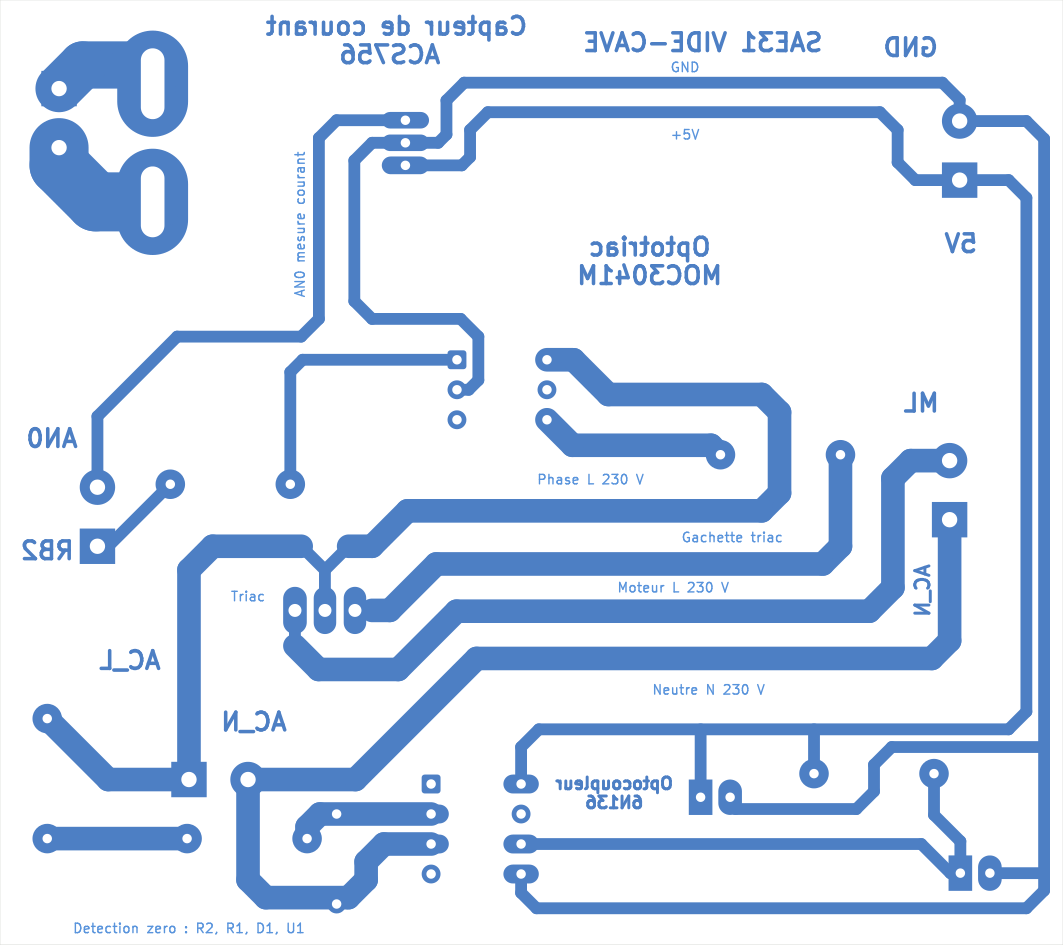 Capteur de courant
ACS756
SAE31 VIDE-CAVE
GND
GND
+5V
AN0 mesure courant
5V
Optotriac
MOC3041M
ML
AN0
Phase L 230 V
RB2
Gachette triac
Moteur L 230 V
AC_N
Triac
AC_L
Neutre N 230 V
AC_N
Optocoupleur
6N136
Detection zero : R2, R1, D1, U1